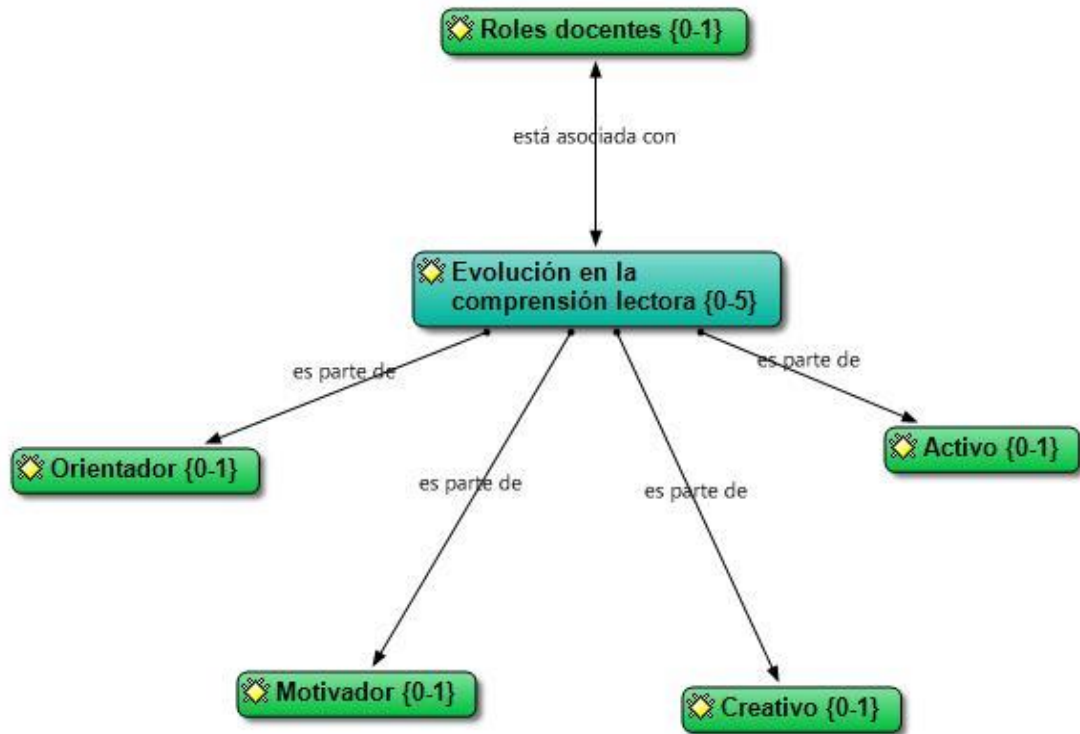 Roles docentes {0-1}
está asociada con
Evolución en la
comprensión lectora {0-5}
es parte de
es parte de
es parte de
es parte de
Orientador {0-1}
Activo {0-1}
Motivador {0-1}
Creativo {0-1}